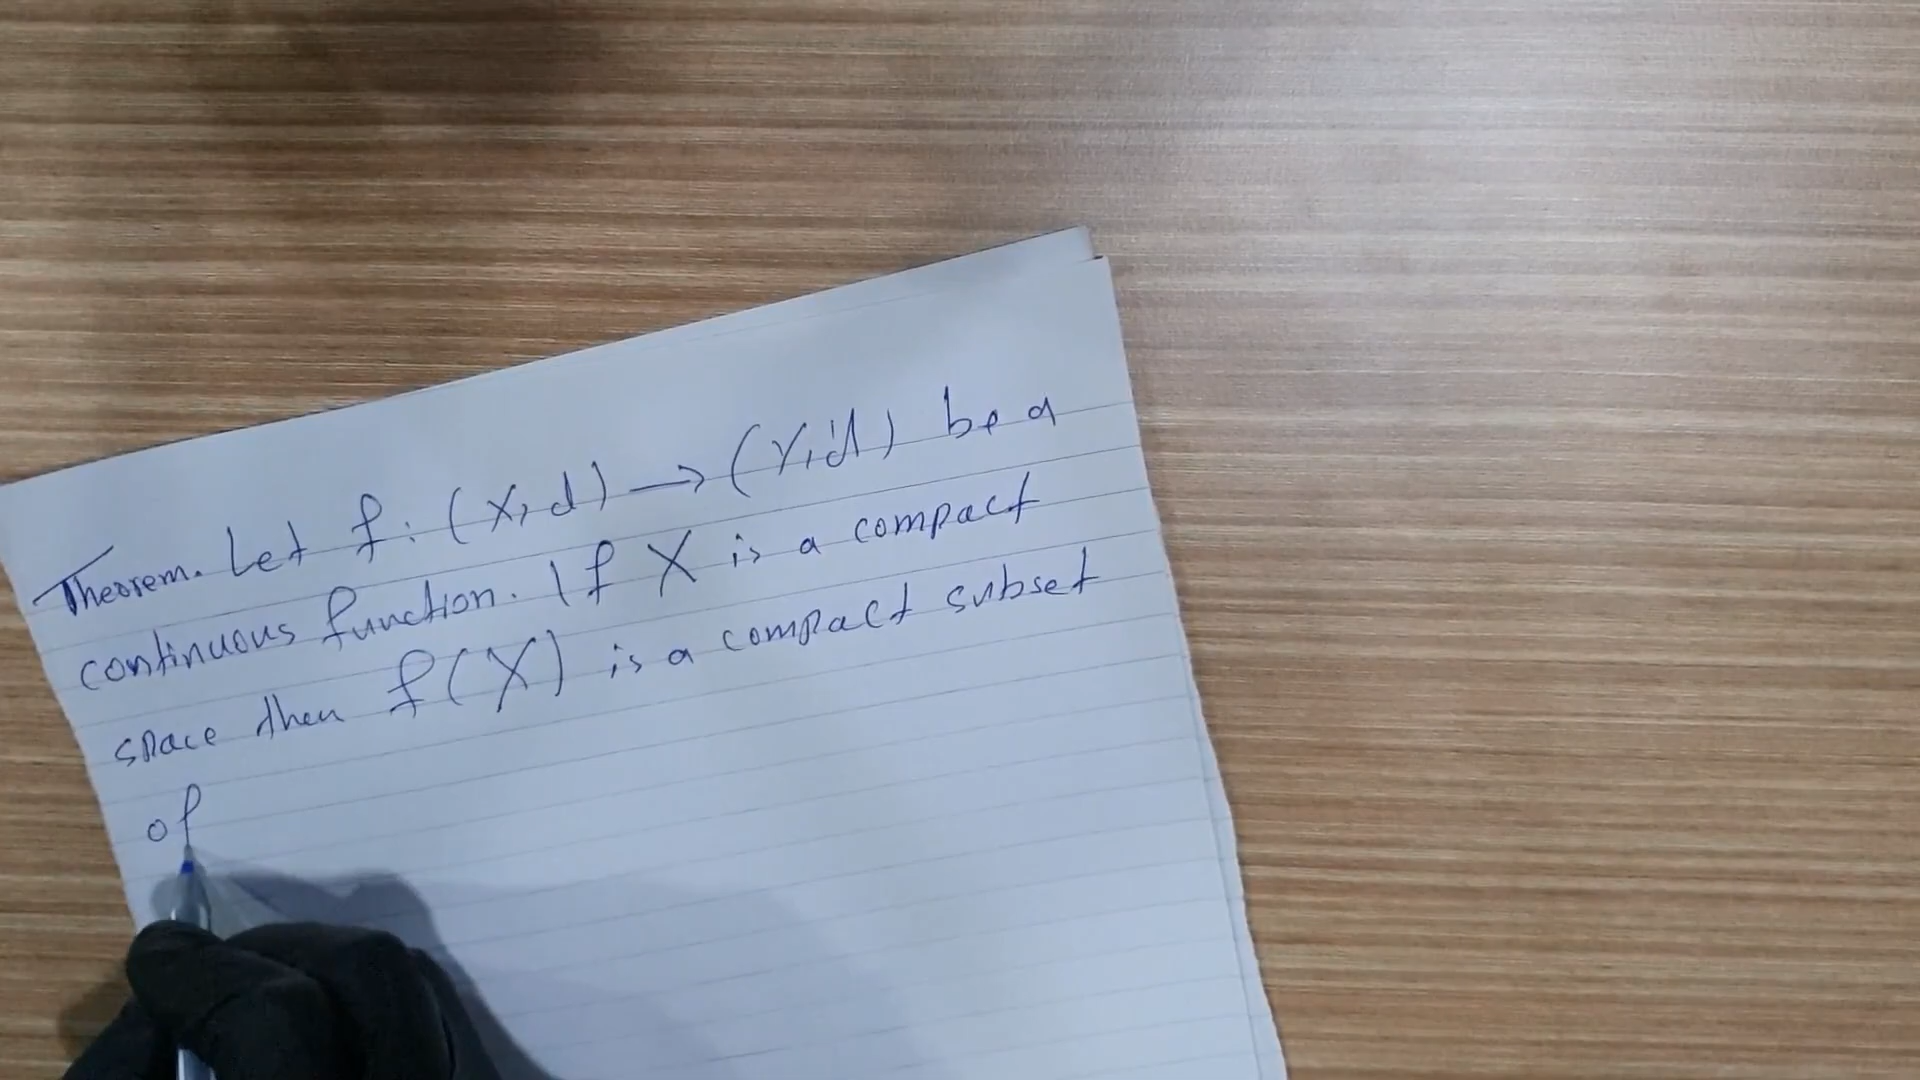 Theorem. Let f: (X, d) → (Y, d') be a
continuous function. If X is a compact
space then f(X) is a compact subset
of